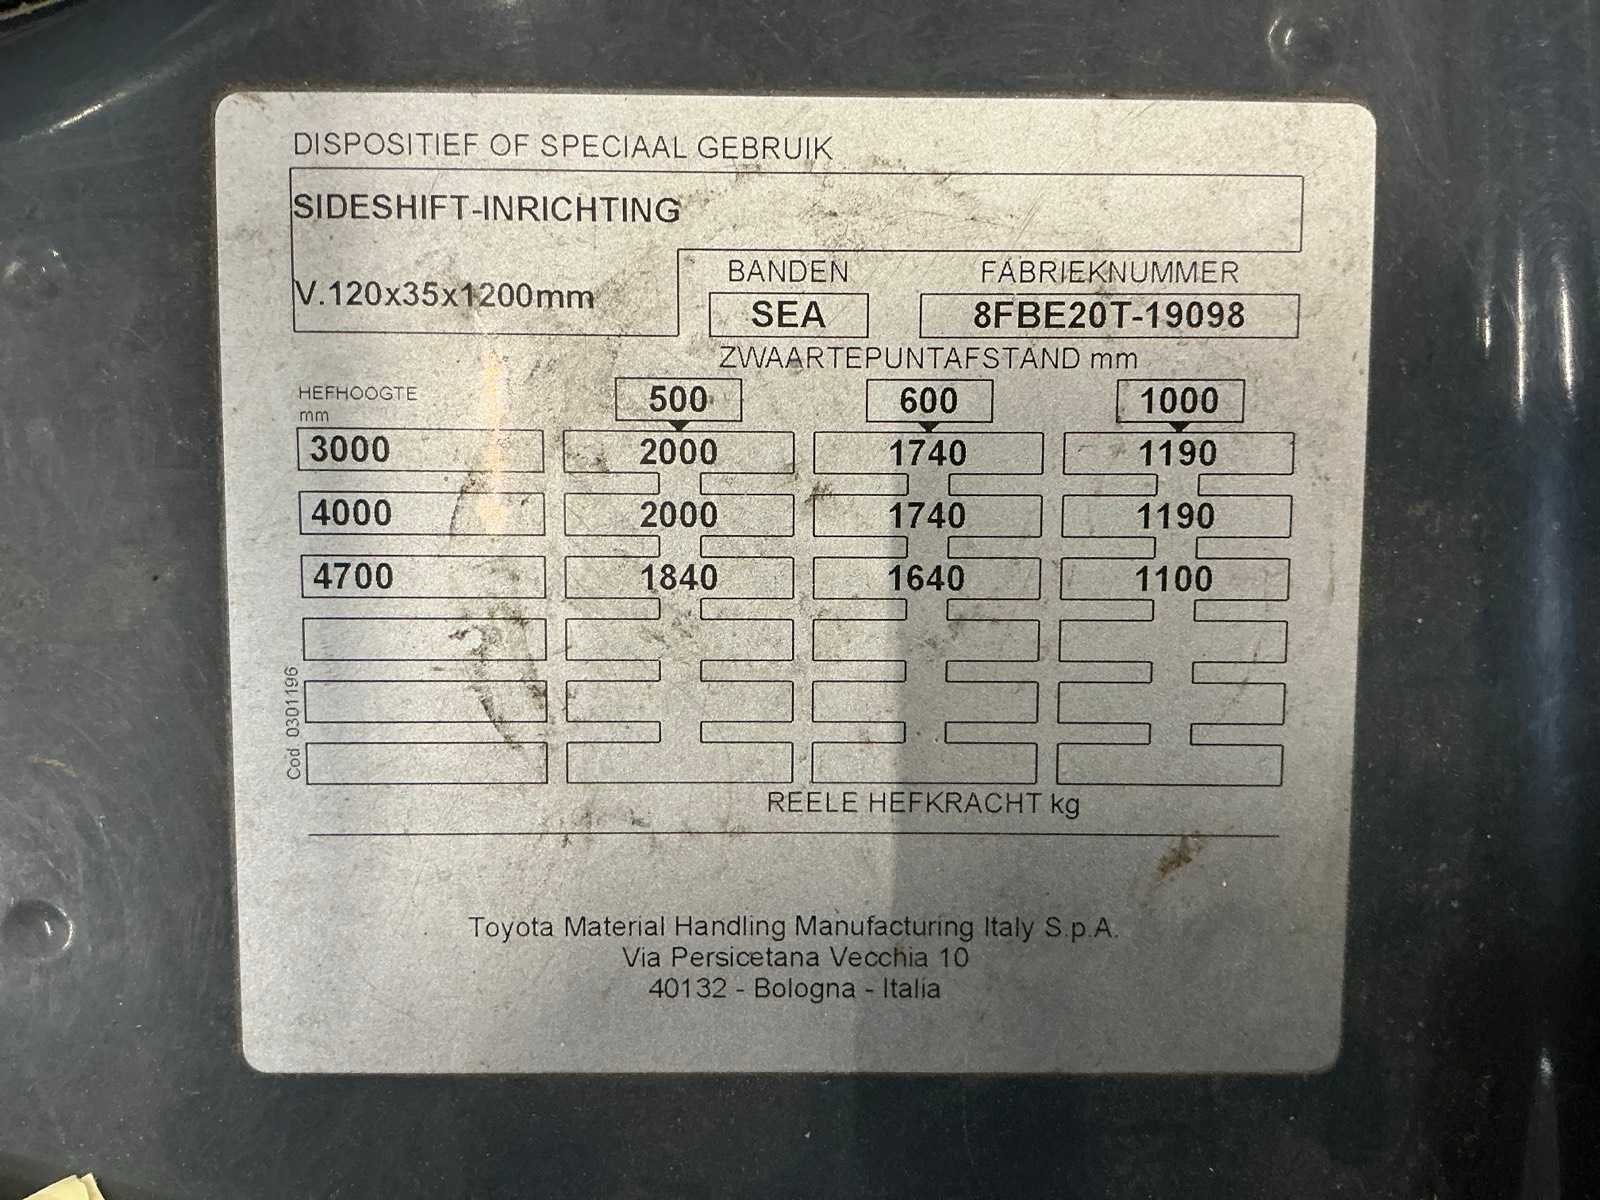 DISPOSITIEF OF SPECIAAL GEBRUIK
SIDESHIFT-INRICHTING
V.120x35x1200mm
BANDEN FABRIEKNUMMER
SEA 8FBE20T-19098
ZWAARTEPUNTAFSTAND mm
HEFHOOGTE
mm
500 600 1000
3000 2000 1740 1190
4000 2000 1740 1190
4700 1840 1640 1100
Cod 0301196
REELE HEFKRACHT kg
Toyota Material Handling Manufacturing Italy S.p.A.
Via Persicetana Vecchia 10
40132 - Bologna - Italia